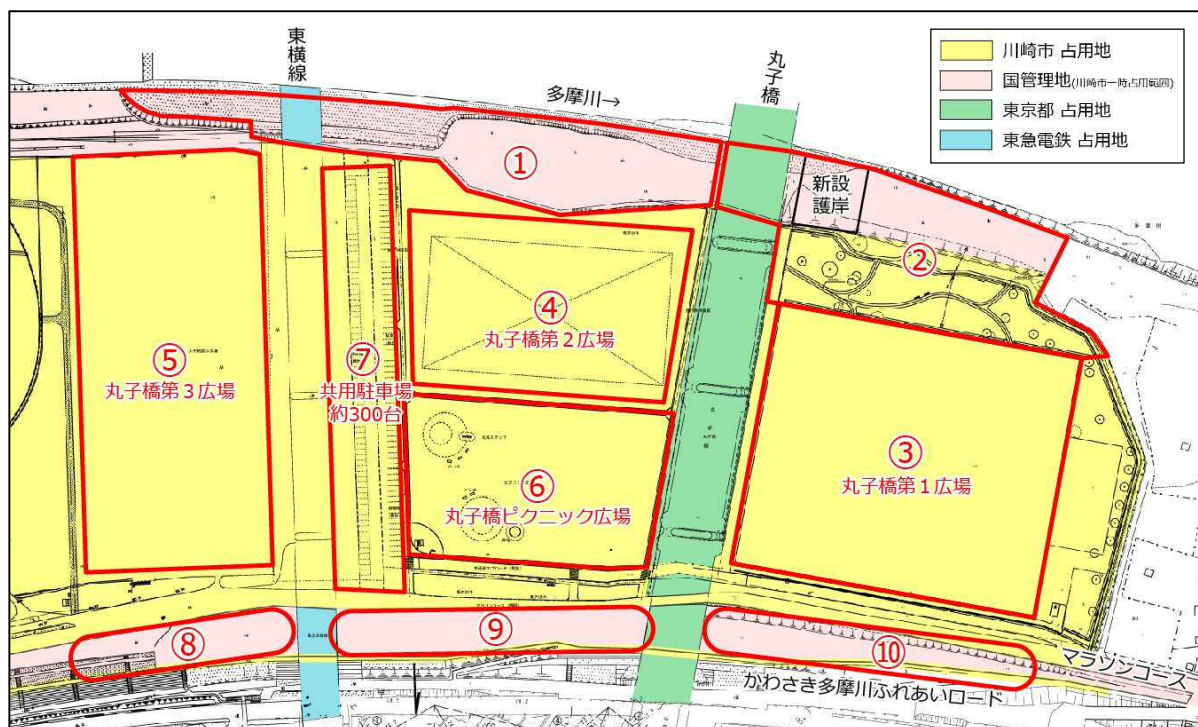 東横線
丸子橋
多摩川→
川崎市 占用地
国管理地(川崎市一時占用範囲)
東京都 占用地
東急電鉄 占用地
①
新設
護岸
②
④
丸子橋第2広場
⑤
丸子橋第3広場
⑦
共用駐車場
約300台
③
丸子橋第1広場
⑥
丸子橋ピクニック広場
⑧
⑨
⑩
マラソンコース
かわさき多摩川ふれあいロード